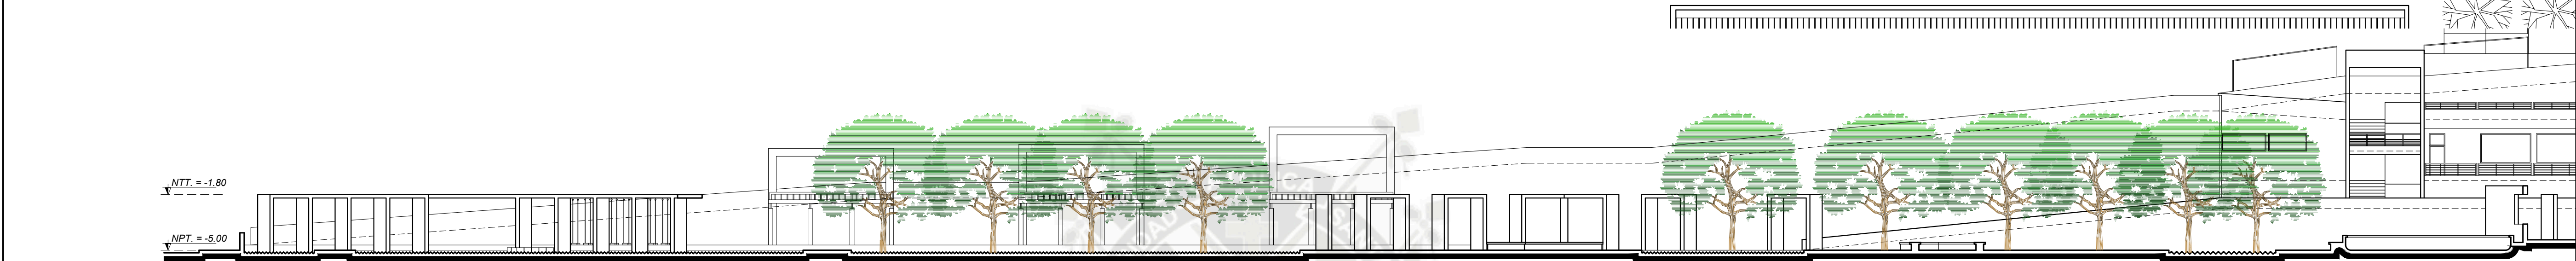 NTT. = -1.80
NPT. = -5.00